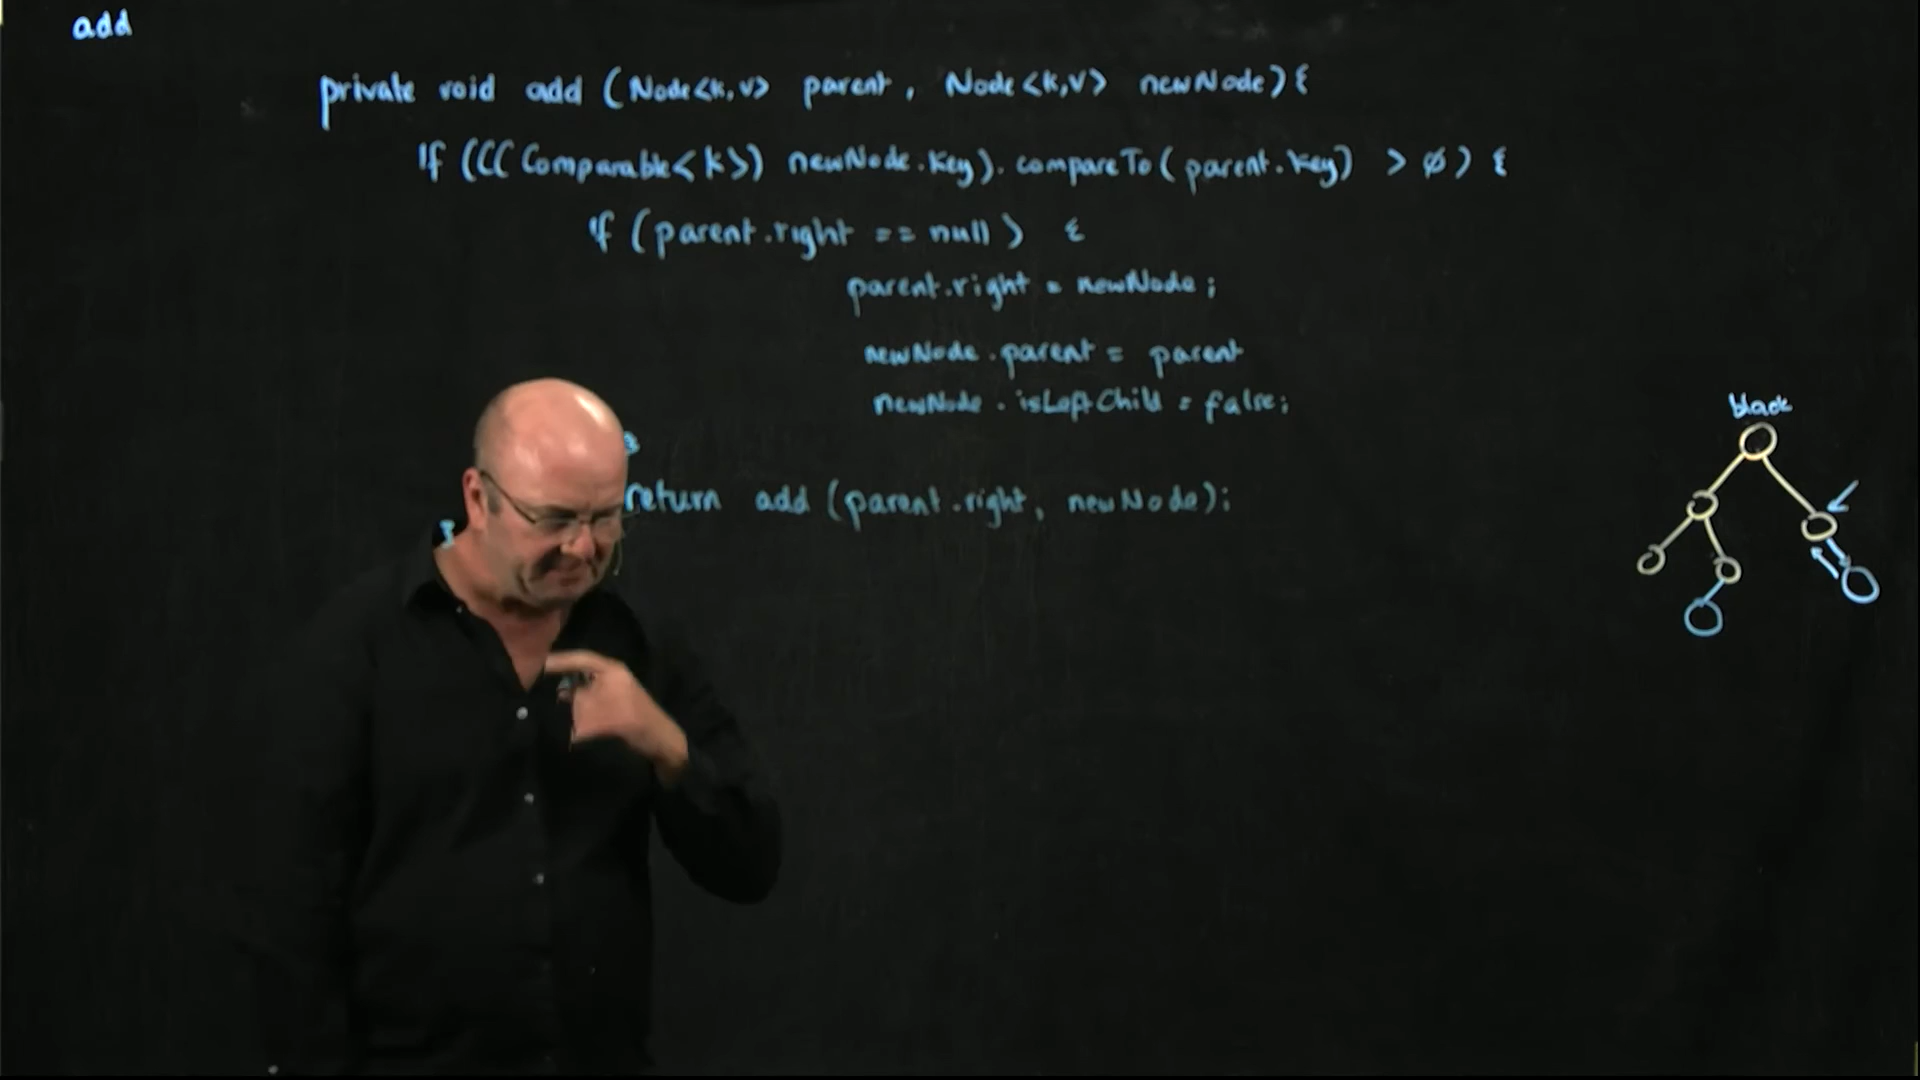 add
private void add (Node<k,v> parent, Node<k,v> newNode) {
If (((Comparable<k>) newNode.key).compareTo(parent.key) > ø) {
If (parent.right == null) {
parent.right = newNode;
newNode.parent = parent
newNode.isLeftChild = false;
}
return add (parent.right, newNode);
}
black